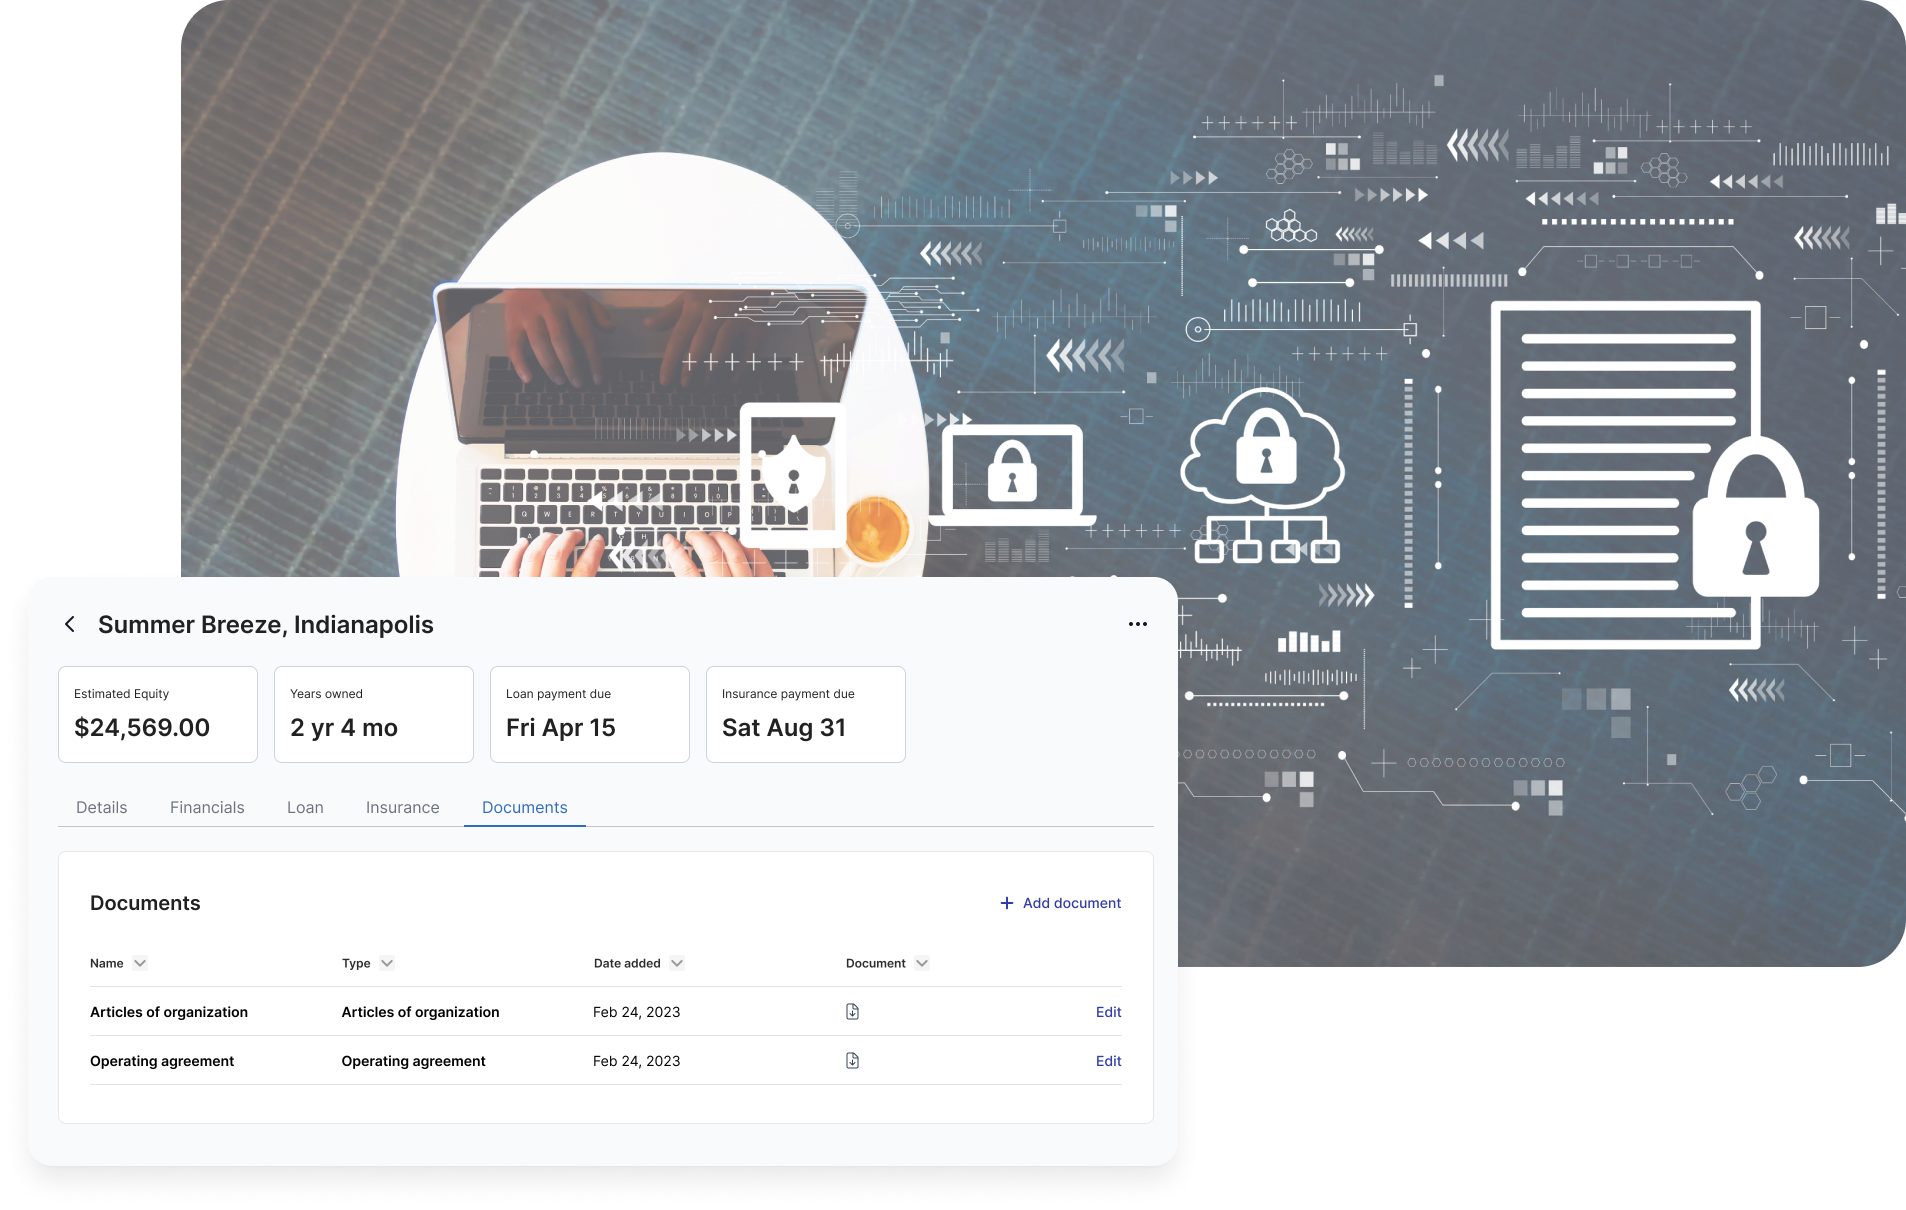 Summer Breeze, Indianapolis
Estimated Equity
$24,569.00
Years owned
2 yr 4 mo
Loan payment due
Fri Apr 15
Insurance payment due
Sat Aug 31
Details Financials Loan Insurance Documents
Documents
+ Add document
Name Type Date added Document
Articles of organization Articles of organization Feb 24, 2023 Edit
Operating agreement Operating agreement Feb 24, 2023 Edit